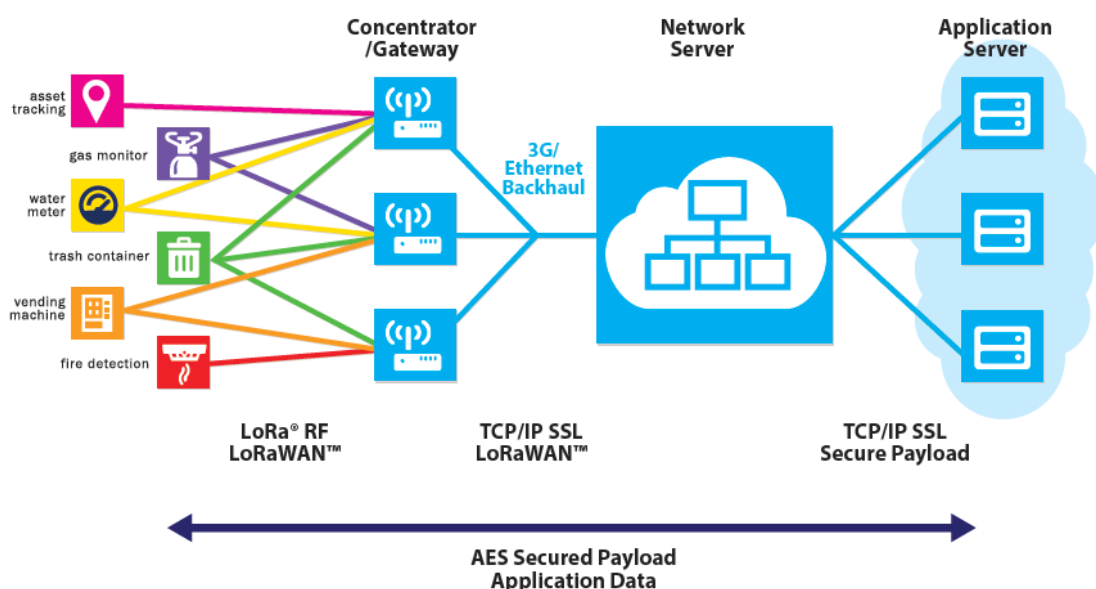 Concentrator
/Gateway
Network
Server
Application
Server
asset
tracking
gas monitor
water
meter
trash container
vending
machine
fire detection
3G/
Ethernet
Backhaul
LoRa® RF
LoRaWAN™
TCP/IP SSL
LoRaWAN™
TCP/IP SSL
Secure Payload
AES Secured Payload
Application Data